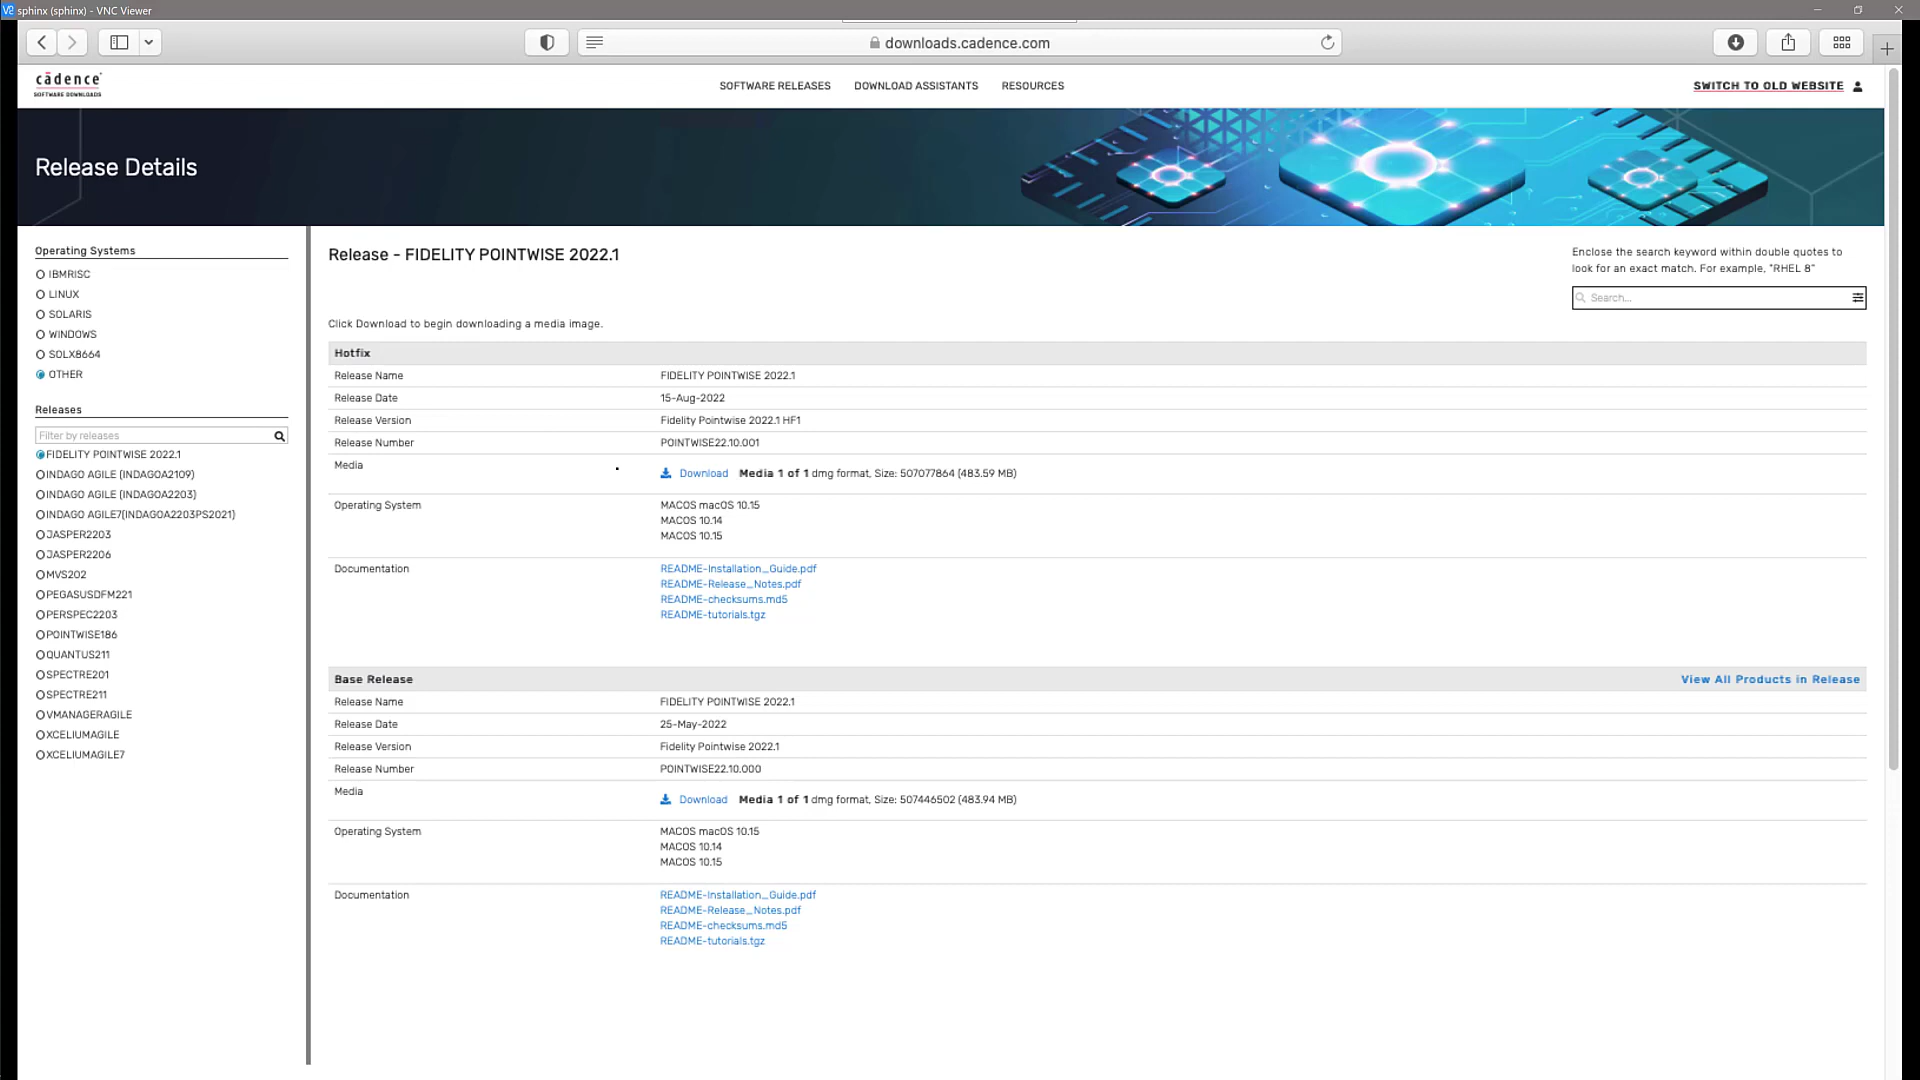 sphinx (sphinx) - VNC Viewer
downloads.cadence.com
cādence
SOFTWARE DOWNLOADS
SOFTWARE RELEASES
DOWNLOAD ASSISTANTS
RESOURCES
SWITCH TO OLD WEBSITE
Release Details
Operating Systems
IBMRISC
LINUX
SOLARIS
WINDOWS
SOLX8664
OTHER
Releases
Filter by releases
FIDELITY POINTWISE 2022.1
INDAGO AGILE (INDAGOA2109)
INDAGO AGILE (INDAGOA2203)
INDAGO AGILE7(INDAGOA2203PS2021)
JASPER2203
JASPER2206
MVS202
PEGASUSDFM221
PERSPEC2203
POINTWISE186
QUANTUS211
SPECTRE201
SPECTRE211
VMANAGERAGILE
XCELIUMAGILE
XCELIUMAGILE7
Release - FIDELITY POINTWISE 2022.1
Enclose the search keyword within double quotes to
look for an exact match. For example, "RHEL 8"
Search...
Click Download to begin downloading a media image.
Hotfix
Release Name FIDELITY POINTWISE 2022.1
Release Date 15-Aug-2022
Release Version Fidelity Pointwise 2022.1 HF1
Release Number POINTWISE22.10.001
Media Download Media 1 of 1 dmg format, Size: 507077864 (483.59 MB)
Operating System MACOS macOS 10.15
MACOS 10.14
MACOS 10.15
Documentation README-Installation_Guide.pdf
README-Release_Notes.pdf
README-checksums.md5
README-tutorials.tgz
Base Release View All Products in Release
Release Name FIDELITY POINTWISE 2022.1
Release Date 25-May-2022
Release Version Fidelity Pointwise 2022.1
Release Number POINTWISE22.10.000
Media Download Media 1 of 1 dmg format, Size: 507446502 (483.94 MB)
Operating System MACOS macOS 10.15
MACOS 10.14
MACOS 10.15
Documentation README-Installation_Guide.pdf
README-Release_Notes.pdf
README-checksums.md5
README-tutorials.tgz